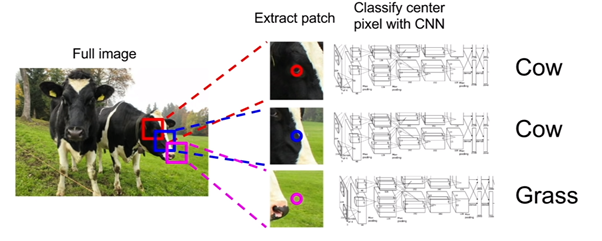 Full image
Extract patch
Classify center
pixel with CNN
Cow
Cow
Grass